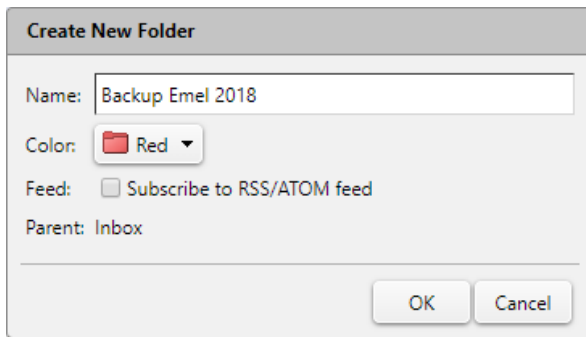 Create New Folder
Name: Backup Emel 2018
Color: Red
Feed: Subscribe to RSS/ATOM feed
Parent: Inbox
OK Cancel